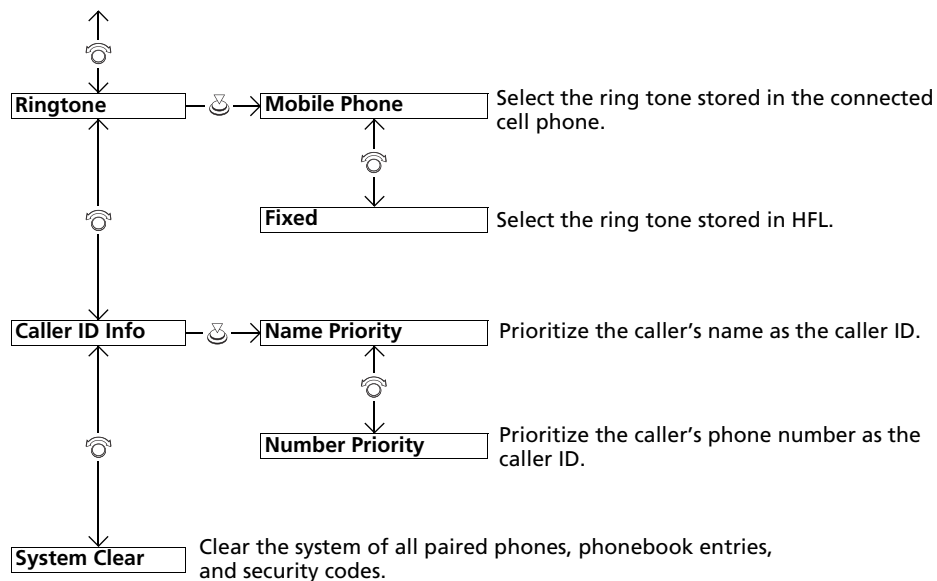 Ringtone
Mobile Phone
Select the ring tone stored in the connected
cell phone.
Fixed
Select the ring tone stored in HFL.
Caller ID Info
Name Priority
Prioritize the caller’s name as the caller ID.
Number Priority
Prioritize the caller’s phone number as the
caller ID.
System Clear
Clear the system of all paired phones, phonebook entries,
and security codes.